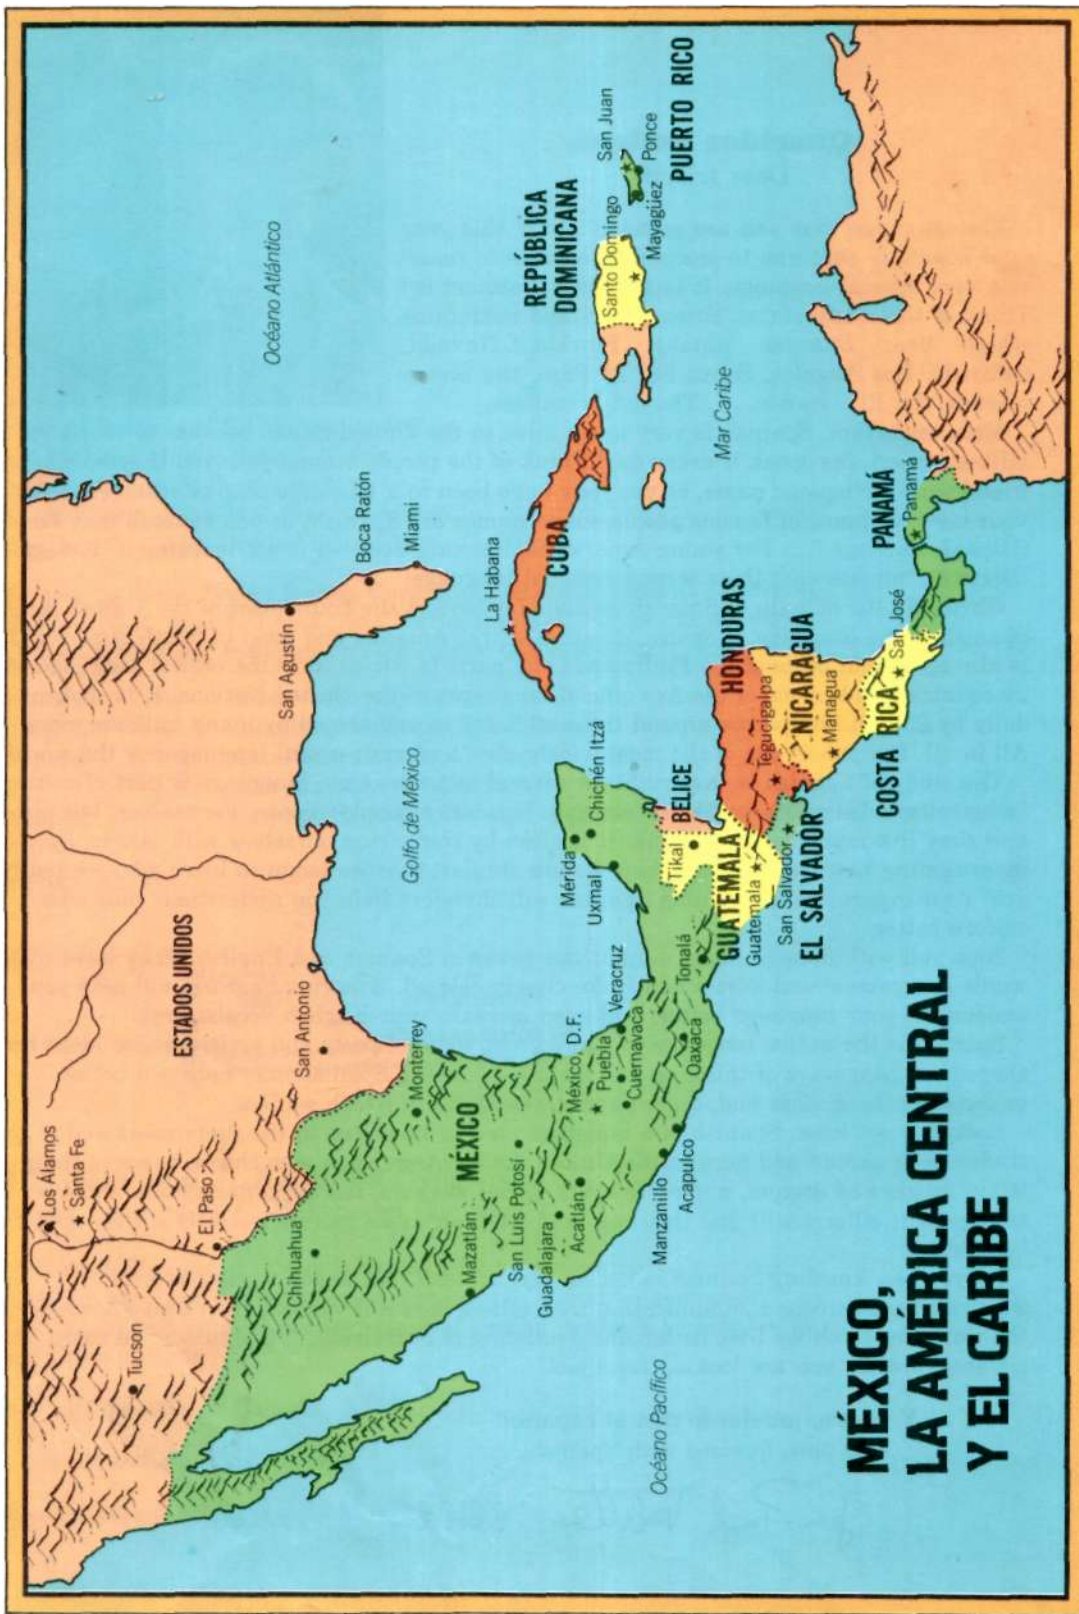 MÉXICO,
LA AMÉRICA CENTRAL
Y EL CARIBE
ESTADOS UNIDOS
Los Álamos
Santa Fe
Tucson
El Paso
San Antonio
San Agustín
Boca Ratón
Miami
Océano Atlántico
Golfo de México
MÉXICO
Chihuahua
Monterrey
Mazatlán
San Luis Potosí
Guadalajara
Acatlán
México, D.F.
Puebla
Veracruz
Cuernavaca
Manzanillo
Acapulco
Oaxaca
Tonalá
Mérida
Uxmal
Chichén Itzá
Océano Pacífico
CUBA
La Habana
REPÚBLICA
DOMINICANA
Santo Domingo
PUERTO RICO
San Juan
Mayagüez
Ponce
Mar Caribe
BELICE
GUATEMALA
Tikal
Guatemala
HONDURAS
Tegucigalpa
EL SALVADOR
San Salvador
NICARAGUA
Managua
COSTA RICA
San José
PANAMÁ
Panamá